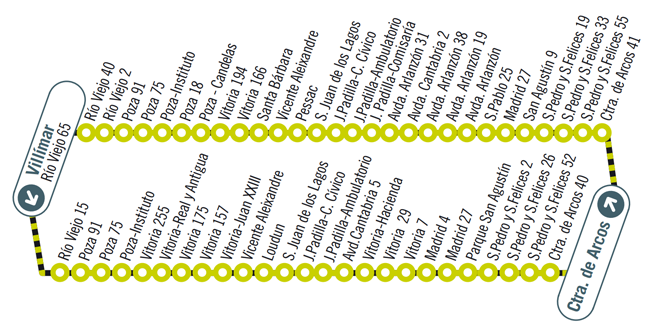 Villimar
Río Viejo 65
Río Viejo 40
Río Viejo 2
Poza 91
Poza 75
Poza-Instituto
Poza 18
Poza - Candelas
Vitoria 194
Vitoria 166
Santa Bárbara
Vicente Aleixandre
Pessac
S. Juan de los Lagos
J.Padilla-C. Cívico
J.Padilla-Ambulatorio
J. Padilla-Comisaría
Avda. Arlanzón 31
Avda. Cantabria 2
Avda. Arlanzón 38
Avda. Arlanzón 19
Avda. Arlanzón
S.Pablo 25
Madrid 27
San Agustín 9
S.Pedro y S.Felices 19
S.Pedro y S.Felices 33
S.Pedro y S.Felices 55
Ctra. de Arcos 41
Río Viejo 15
Poza 91
Poza 75
Poza-Instituto
Vitoria 255
Vitoria-Real y Antigua
Vitoria 175
Vitoria 157
Vitoria-Juan XXIII
Vicente Aleixandre
Loudun
S. Juan de los Lagos
J.Padilla-C. Cívico
J.Padilla-Ambulatorio
Avd.Cantabria 5
Vitoria-Hacienda
Vitoria 29
Vitoria 7
Madrid 4
Madrid 27
Parque San Agustín
S.Pedro y S.Felices 2
S.Pedro y S.Felices 26
S.Pedro y S.Felices 52
Ctra. de Arcos 40
Ctra. de Arcos